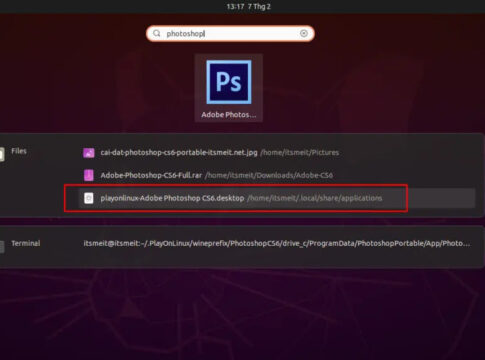 13:17 7 Thg 2
photoshop
Ps
Adobe Photos...
Files
cai-dat-photoshop-cs6-portable-itsmeit.net.jpg /home/itsmeit/Pictures
Adobe-Photoshop-CS6-Full.rar /home/itsmeit/Downloads/Adobe-CS6
playonlinux-Adobe Photoshop CS6.desktop /home/itsmeit/.local/share/applications
Terminal
itsmeit@itsmeit:~/.PlayOnLinux/wineprefix/PhotoshopCS6/drive_c/ProgramData/PhotoshopPortable/App/Photo...